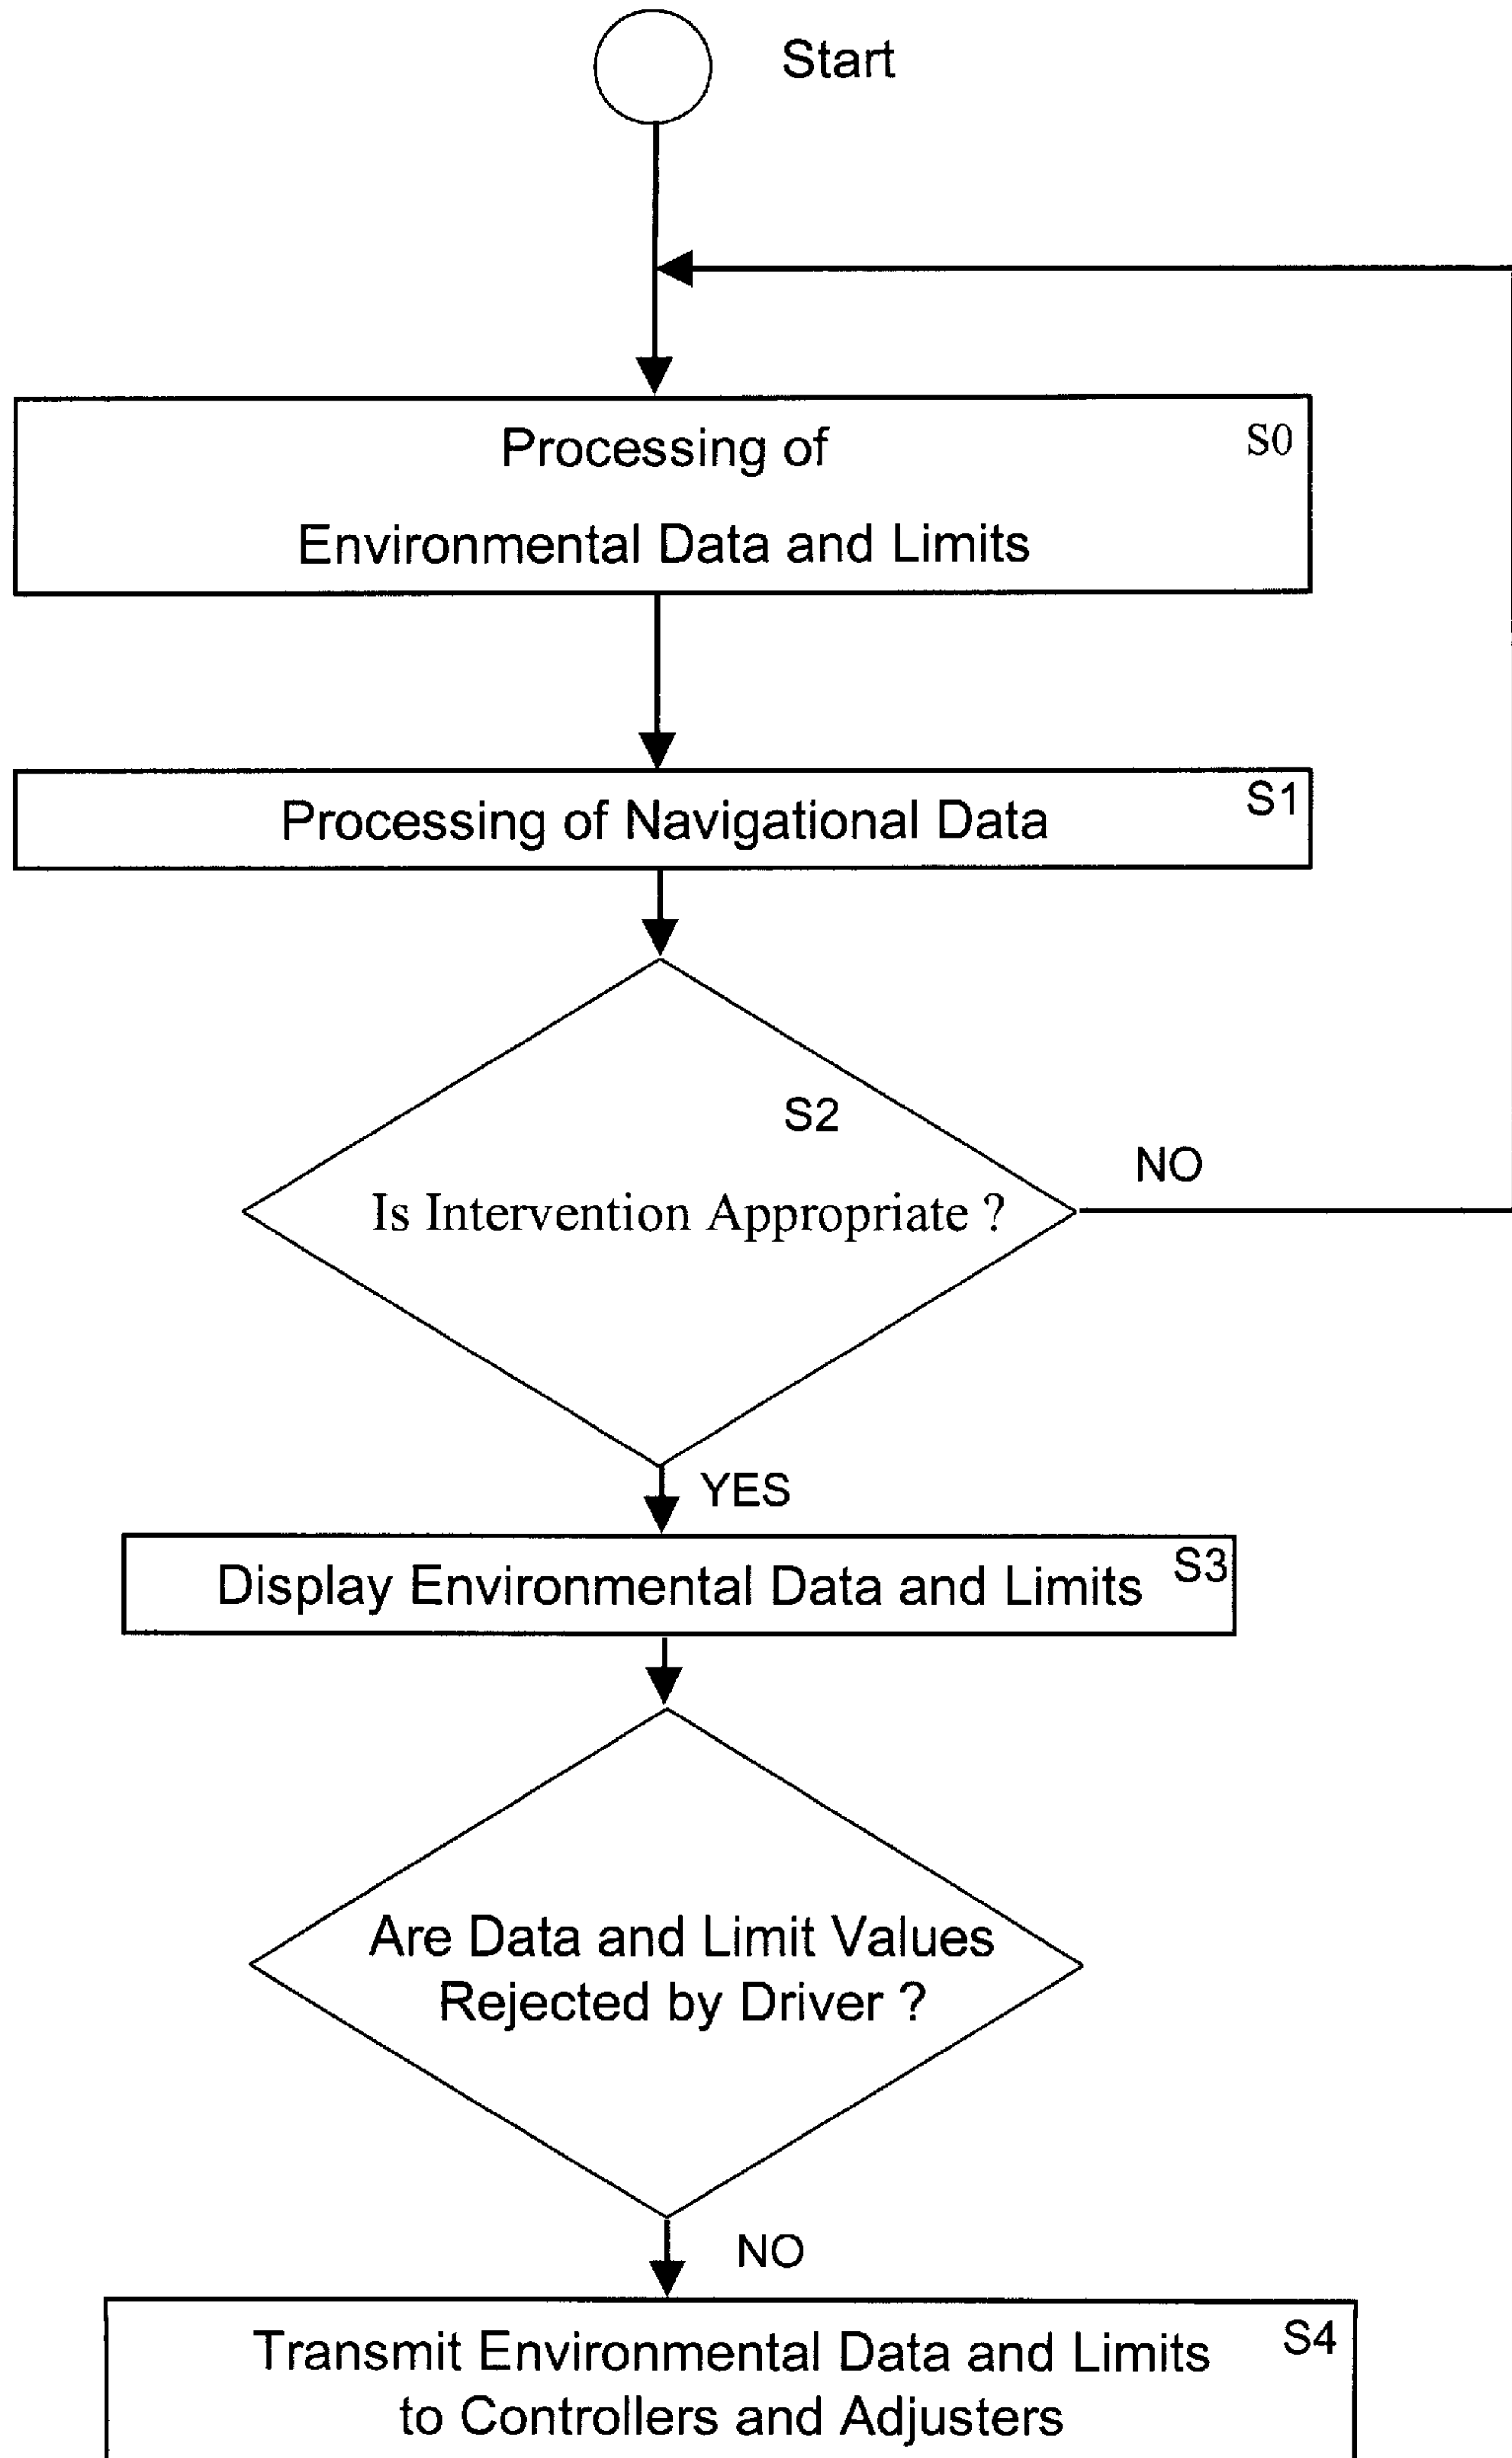 Start
Processing of
S0
Environmental Data and Limits
Processing of Navigational Data
S1
S2
NO
Is Intervention Appropriate ?
YES
Display Environmental Data and Limits
S3
Are Data and Limit Values
Rejected by Driver ?
NO
Transmit Environmental Data and Limits
S4
to Controllers and Adjusters